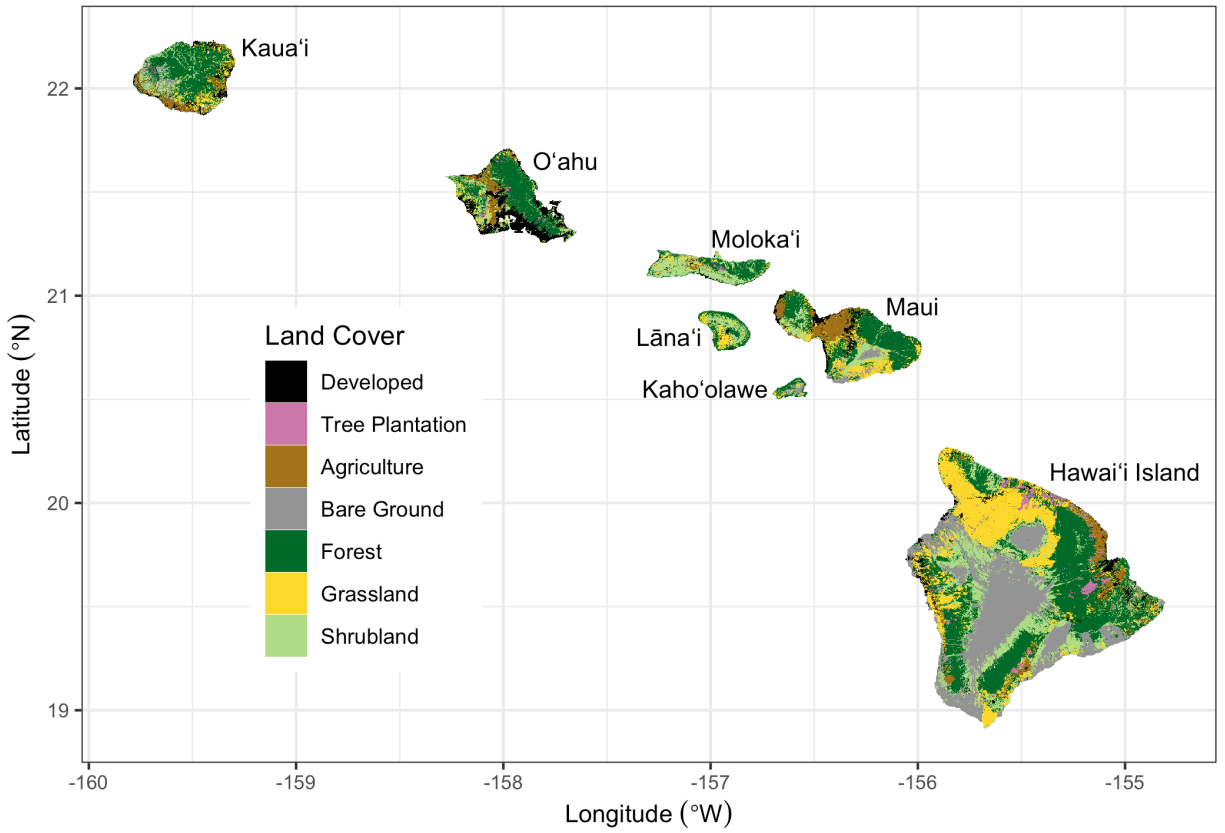 Kauaʻi
22
Oʻahu
Molokaʻi
21
Maui
Land Cover
Lānaʻi
Developed
Kahoʻolawe
Tree Plantation
Agriculture
Hawaiʻi Island
20
Bare Ground
Forest
Grassland
Shrubland
19
Latitude (°N)
-160
-159
-158
-157
-156
-155
Longitude (°W)